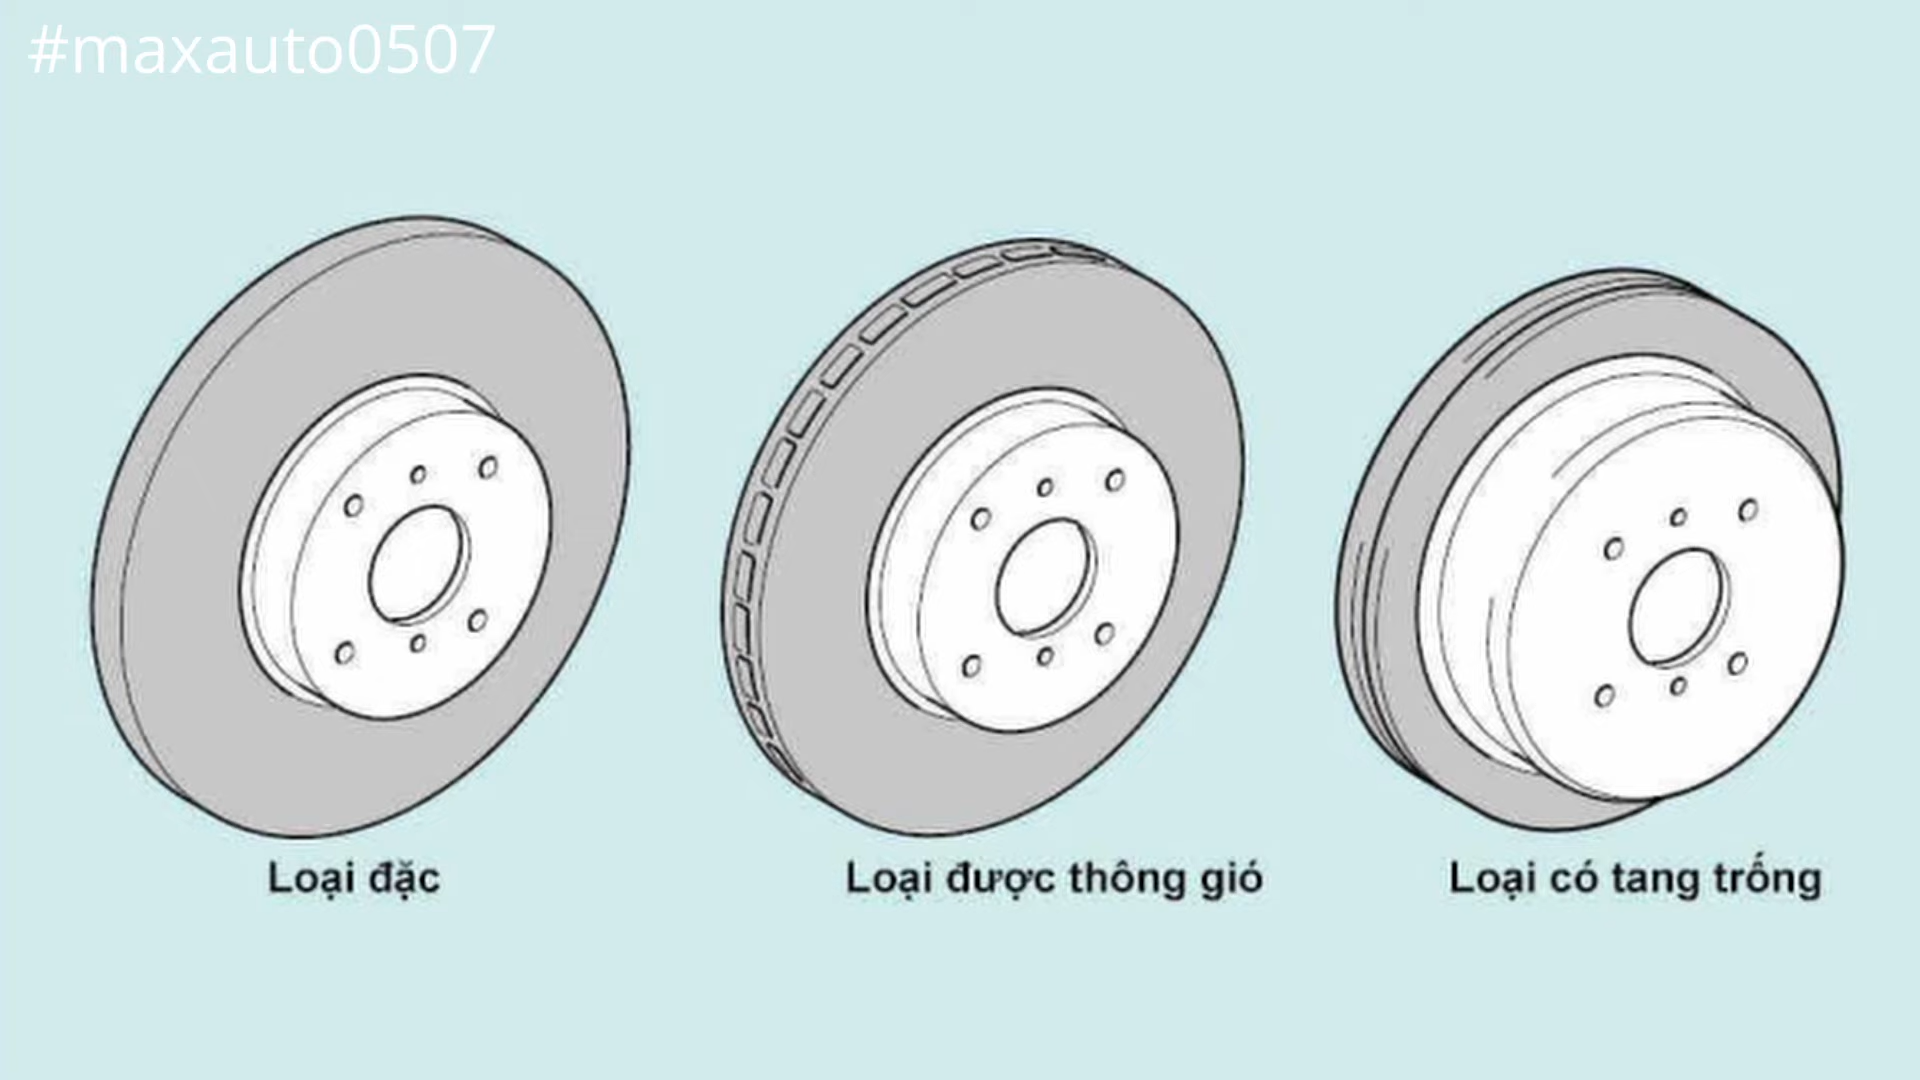 #maxauto0507
Loại đặc
Loại được thông gió
Loại có tang trống